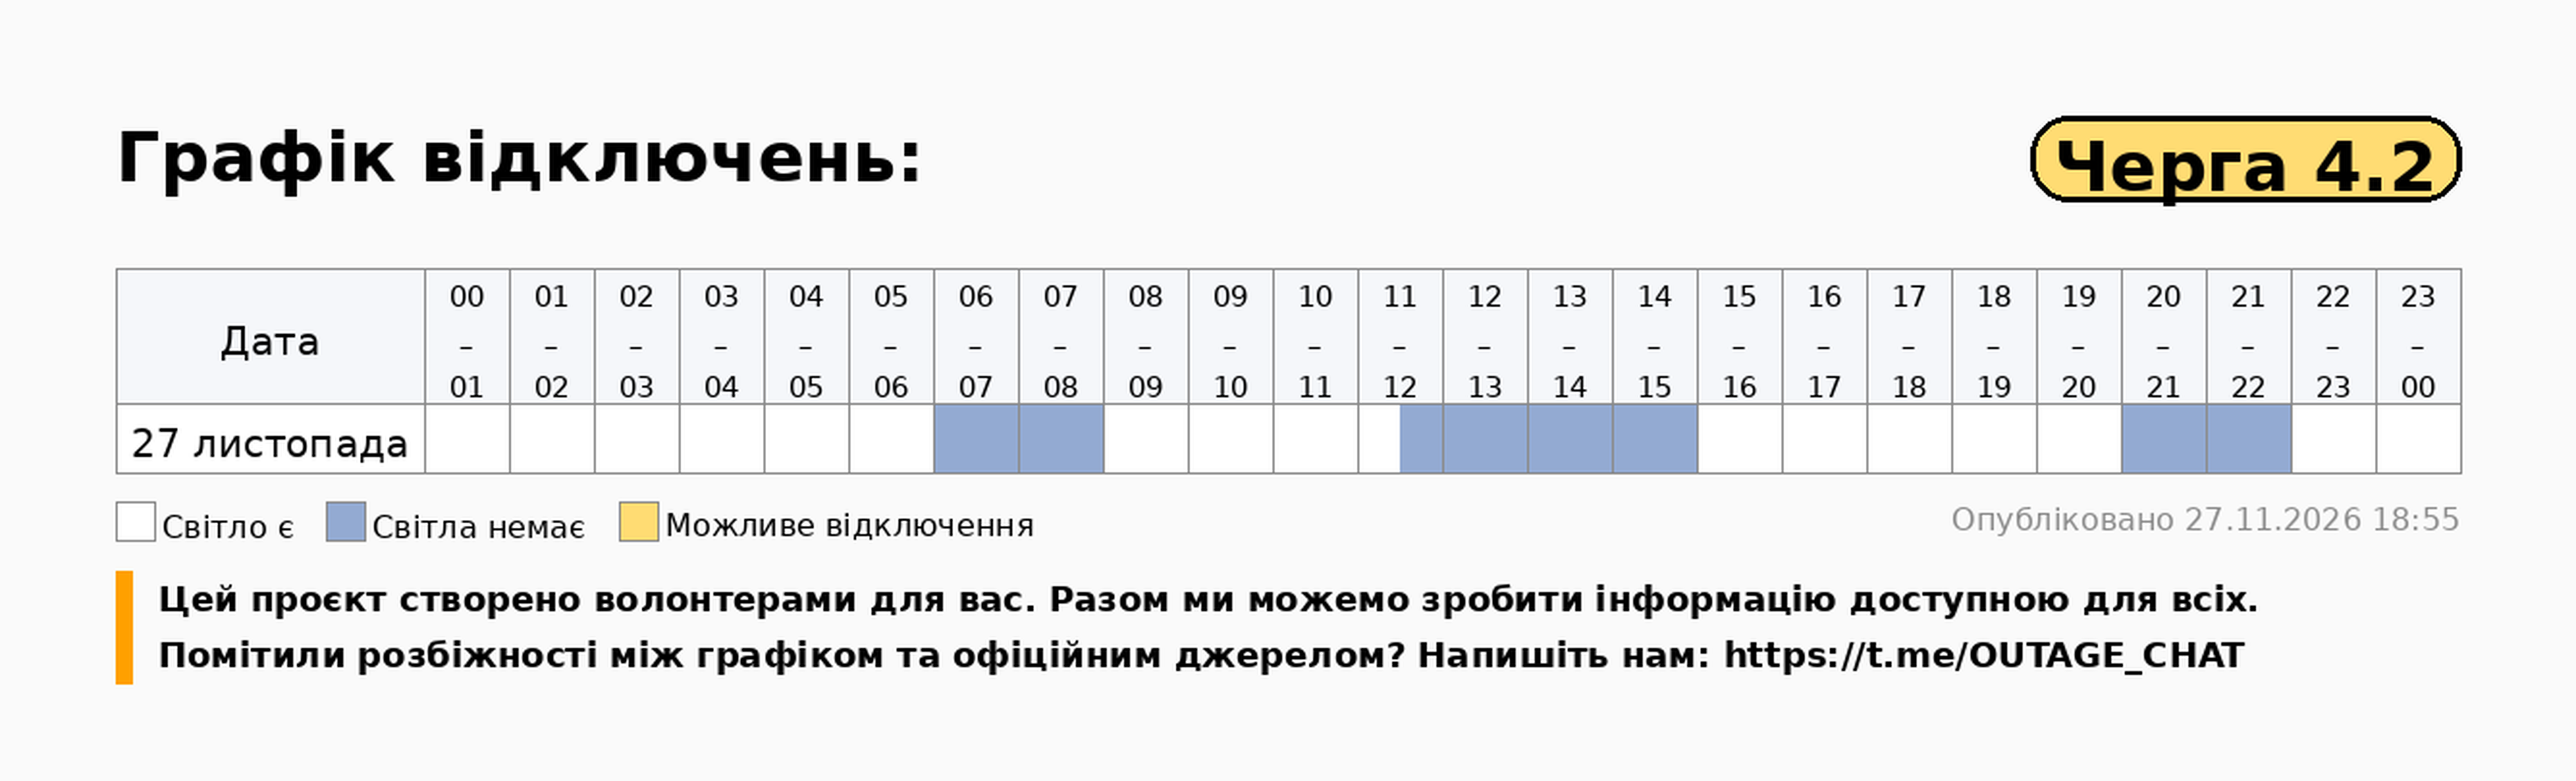 Графік відключень:
Черга 4.2
Дата
00 – 01
01 – 02
02 – 03
03 – 04
04 – 05
05 – 06
06 – 07
07 – 08
08 – 09
09 – 10
10 – 11
11 – 12
12 – 13
13 – 14
14 – 15
15 – 16
16 – 17
17 – 18
18 – 19
19 – 20
20 – 21
21 – 22
22 – 23
23 – 00
27 листопада
Світло є
Світла немає
Можливе відключення
Опубліковано 27.11.2026 18:55
Цей проєкт створено волонтерами для вас. Разом ми можемо зробити інформацію доступною для всіх.
Помітили розбіжності між графіком та офіційним джерелом? Напишіть нам: https://t.me/OUTAGE_CHAT